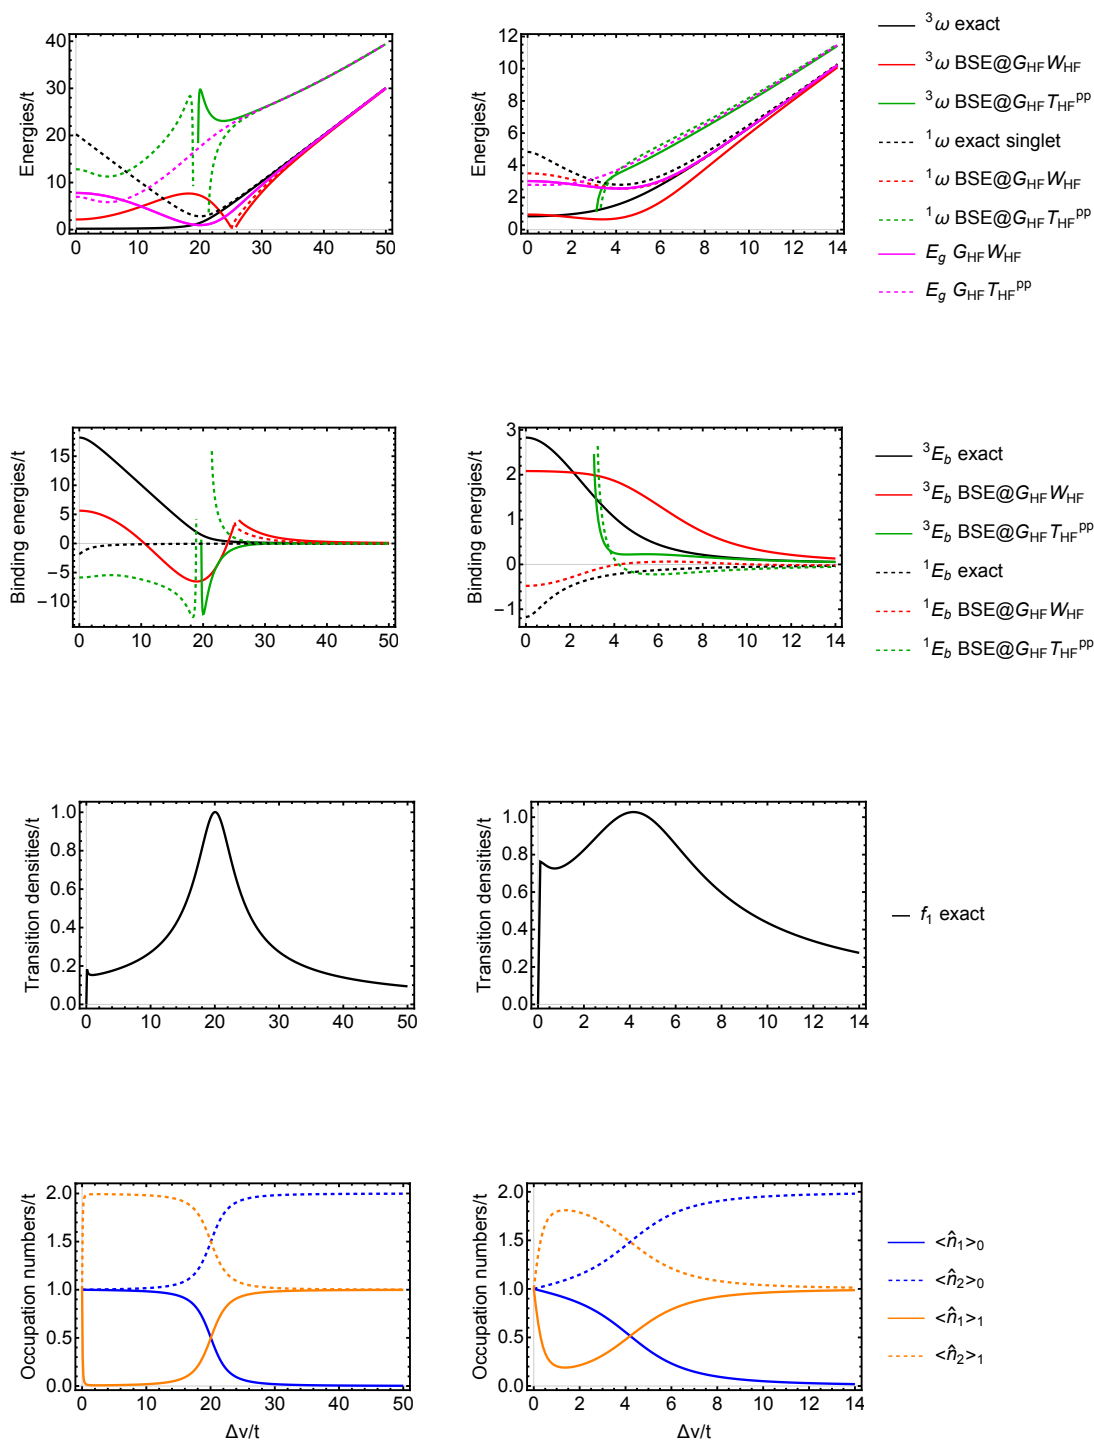 Energies/t
40
30
20
10
0
0 10 20 30 40 50
Energies/t
12
10
8
6
4
2
0
0 2 4 6 8 10 12 14
³ω exact
³ω BSE@G_HF W_HF
³ω BSE@G_HF T_HF^pp
¹ω exact singlet
¹ω BSE@G_HF W_HF
¹ω BSE@G_HF T_HF^pp
E_g G_HF W_HF
E_g G_HF T_HF^pp
Binding energies/t
15
10
5
0
−5
−10
0 10 20 30 40 50
Binding energies/t
3
2
1
0
−1
0 2 4 6 8 10 12 14
³E_b exact
³E_b BSE@G_HF W_HF
³E_b BSE@G_HF T_HF^pp
¹E_b exact
¹E_b BSE@G_HF W_HF
¹E_b BSE@G_HF T_HF^pp
Transition densities/t
1.0
0.8
0.6
0.4
0.2
0.0
0 10 20 30 40 50
Transition densities/t
1.0
0.8
0.6
0.4
0.2
0.0
0 2 4 6 8 10 12 14
f₁ exact
Occupation numbers/t
2.0
1.5
1.0
0.5
0.0
0 10 20 30 40 50
Δv/t
Occupation numbers/t
2.0
1.5
1.0
0.5
0.0
0 2 4 6 8 10 12 14
Δv/t
<n̂₁>₀
<n̂₂>₀
<n̂₁>₁
<n̂₂>₁